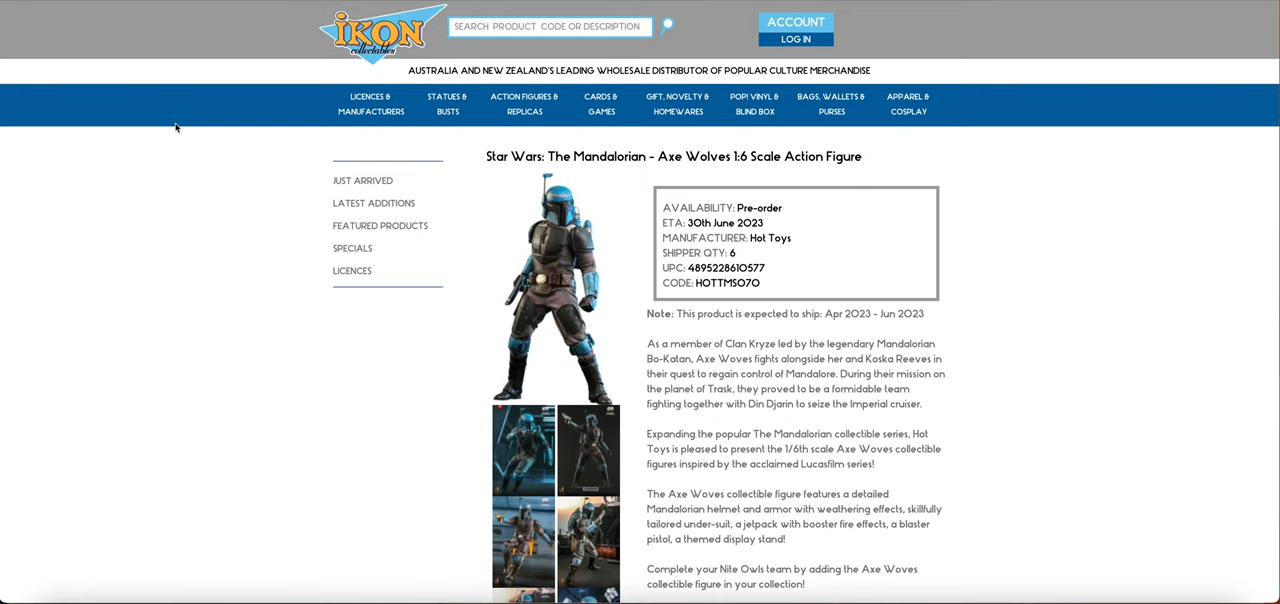 iKON
collectables
SEARCH PRODUCT CODE OR DESCRIPTION
ACCOUNT
LOG IN
AUSTRALIA AND NEW ZEALAND'S LEADING WHOLESALE DISTRIBUTOR OF POPULAR CULTURE MERCHANDISE
LICENCES &
MANUFACTURERS
STATUES &
BUSTS
ACTION FIGURES &
REPLICAS
CARDS &
GAMES
GIFT, NOVELTY &
HOMEWARES
POP! VINYL &
BLIND BOX
BAGS, WALLETS &
PURSES
APPAREL &
COSPLAY
JUST ARRIVED
LATEST ADDITIONS
FEATURED PRODUCTS
SPECIALS
LICENCES
Star Wars: The Mandalorian - Axe Wolves 1:6 Scale Action Figure
AVAILABILITY: Pre-order
ETA: 30th June 2023
MANUFACTURER: Hot Toys
SHIPPER QTY: 6
UPC: 4895228610577
CODE: HOTTMS070
Note: This product is expected to ship: Apr 2023 - Jun 2023
As a member of Clan Kryze led by the legendary Mandalorian
Bo-Katan, Axe Woves fights alongside her and Koska Reeves in
their quest to regain control of Mandalore. During their mission on
the planet of Trask, they proved to be a formidable team
fighting together with Din Djarin to seize the Imperial cruiser.
Expanding the popular The Mandalorian collectible series, Hot
Toys is pleased to present the 1/6th scale Axe Woves collectible
figures inspired by the acclaimed Lucasfilm series!
The Axe Woves collectible figure features a detailed
Mandalorian helmet and armor with weathering effects, skillfully
tailored under-suit, a jetpack with booster fire effects, a blaster
pistol, a themed display stand!
Complete your Nite Owls team by adding the Axe Woves
collectible figure in your collection!